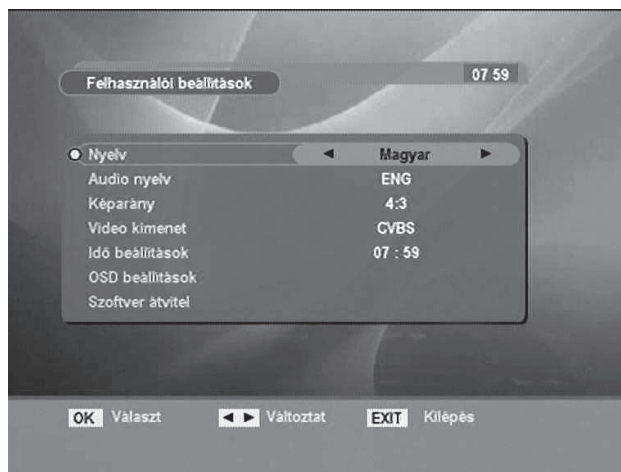 Felhasználói beállítások 07 59
Nyelv ◄ Magyar ►
Audio nyelv ENG
Képarány 4:3
Video kimenet CVBS
Idő beállítások 07 : 59
OSD beállítások
Szoftver átvitel
OK Választ ◄ ► Változtat EXIT Kilépés